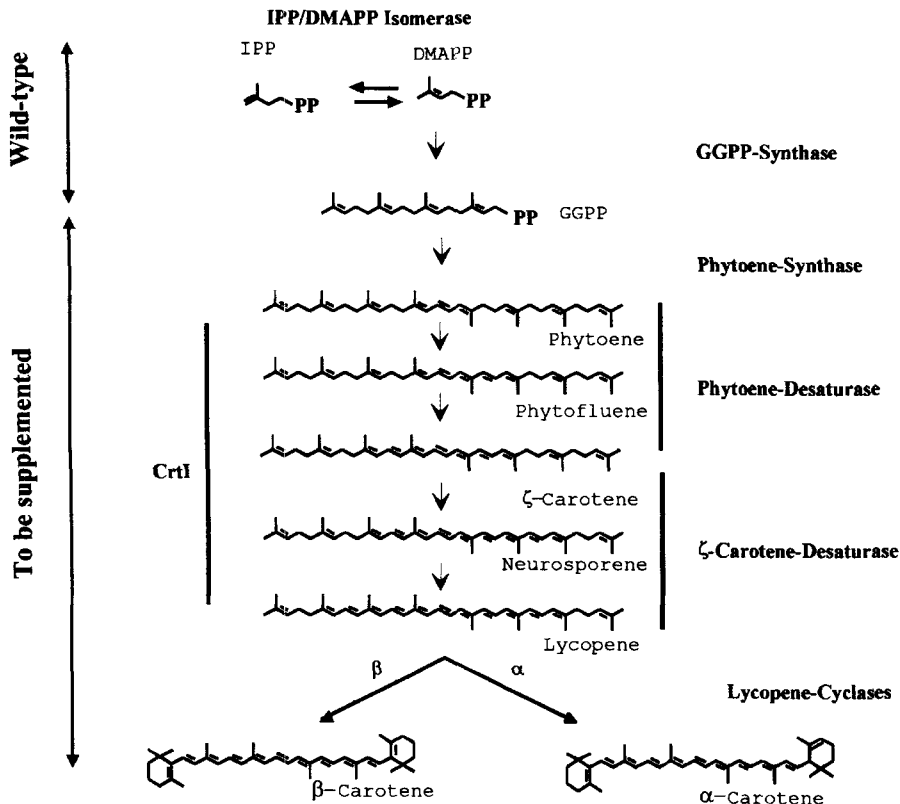 IPP/DMAPP Isomerase
IPP
DMAPP
PP
PP
Wild-type
GGPP-Synthase
PP
GGPP
Phytoene-Synthase
Phytoene
Phytoene-Desaturase
Phytofluene
To be supplemented
CrtI
ζ-Carotene
ζ-Carotene-Desaturase
Neurosporene
Lycopene
β
α
Lycopene-Cyclases
β-Carotene
α-Carotene